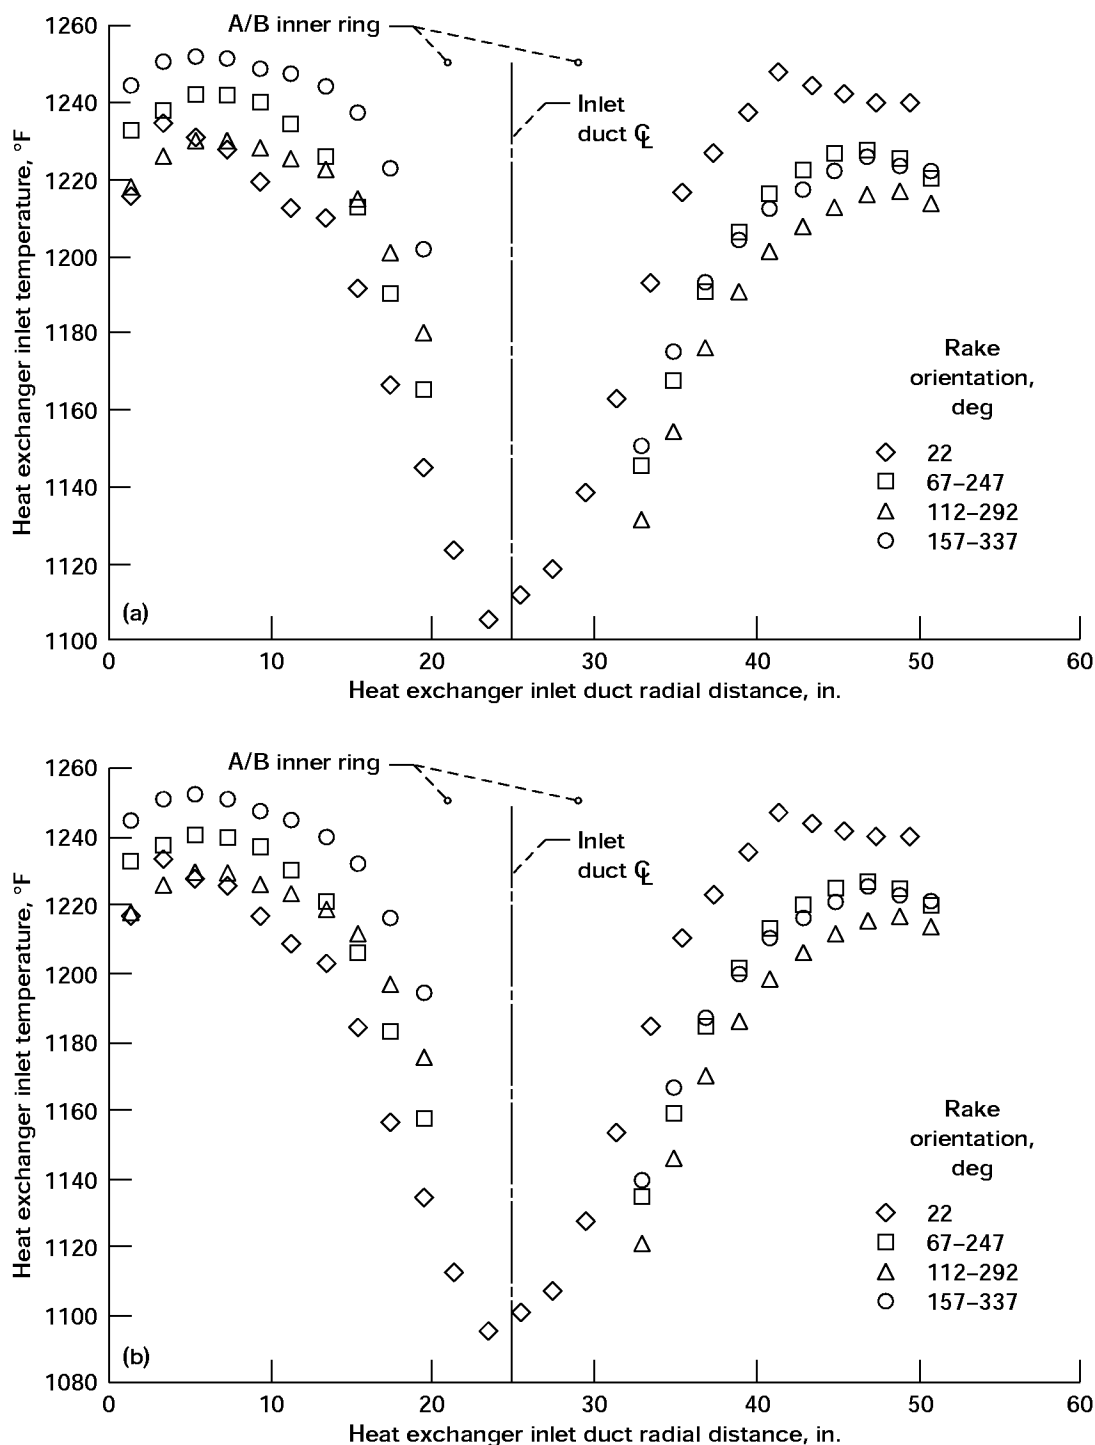 1260
1240
1220
1200
1180
1160
1140
1120
1100
Heat exchanger inlet temperature, °F
A/B inner ring
Inlet
duct ℄
Rake
orientation,
deg
22
67–247
112–292
157–337
(a)
0 10 20 30 40 50 60
Heat exchanger inlet duct radial distance, in.
1260
1240
1220
1200
1180
1160
1140
1120
1100
1080
Heat exchanger inlet temperature, °F
A/B inner ring
Inlet
duct ℄
Rake
orientation,
deg
22
67–247
112–292
157–337
(b)
0 10 20 30 40 50 60
Heat exchanger inlet duct radial distance, in.